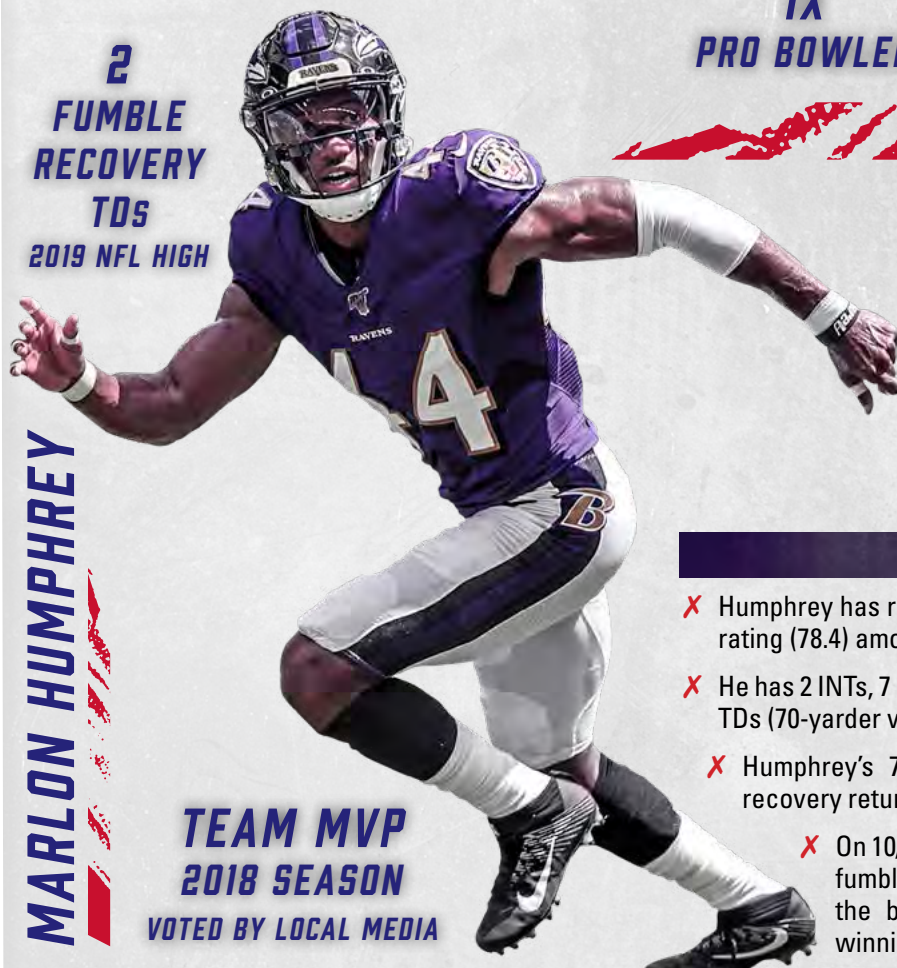 2
FUMBLE
RECOVERY
TDs
2019 NFL HIGH
1X
PRO BOWLER
RAVENS
44
RAVENS
44
B
MARLON HUMPHREY
TEAM MVP
2018 SEASON
VOTED BY LOCAL MEDIA
✗ Humphrey has r
rating (78.4) amo
✗ He has 2 INTs, 7
TDs (70-yarder v
✗ Humphrey's 7
recovery retur
✗ On 10/
fumbl
the b
winni